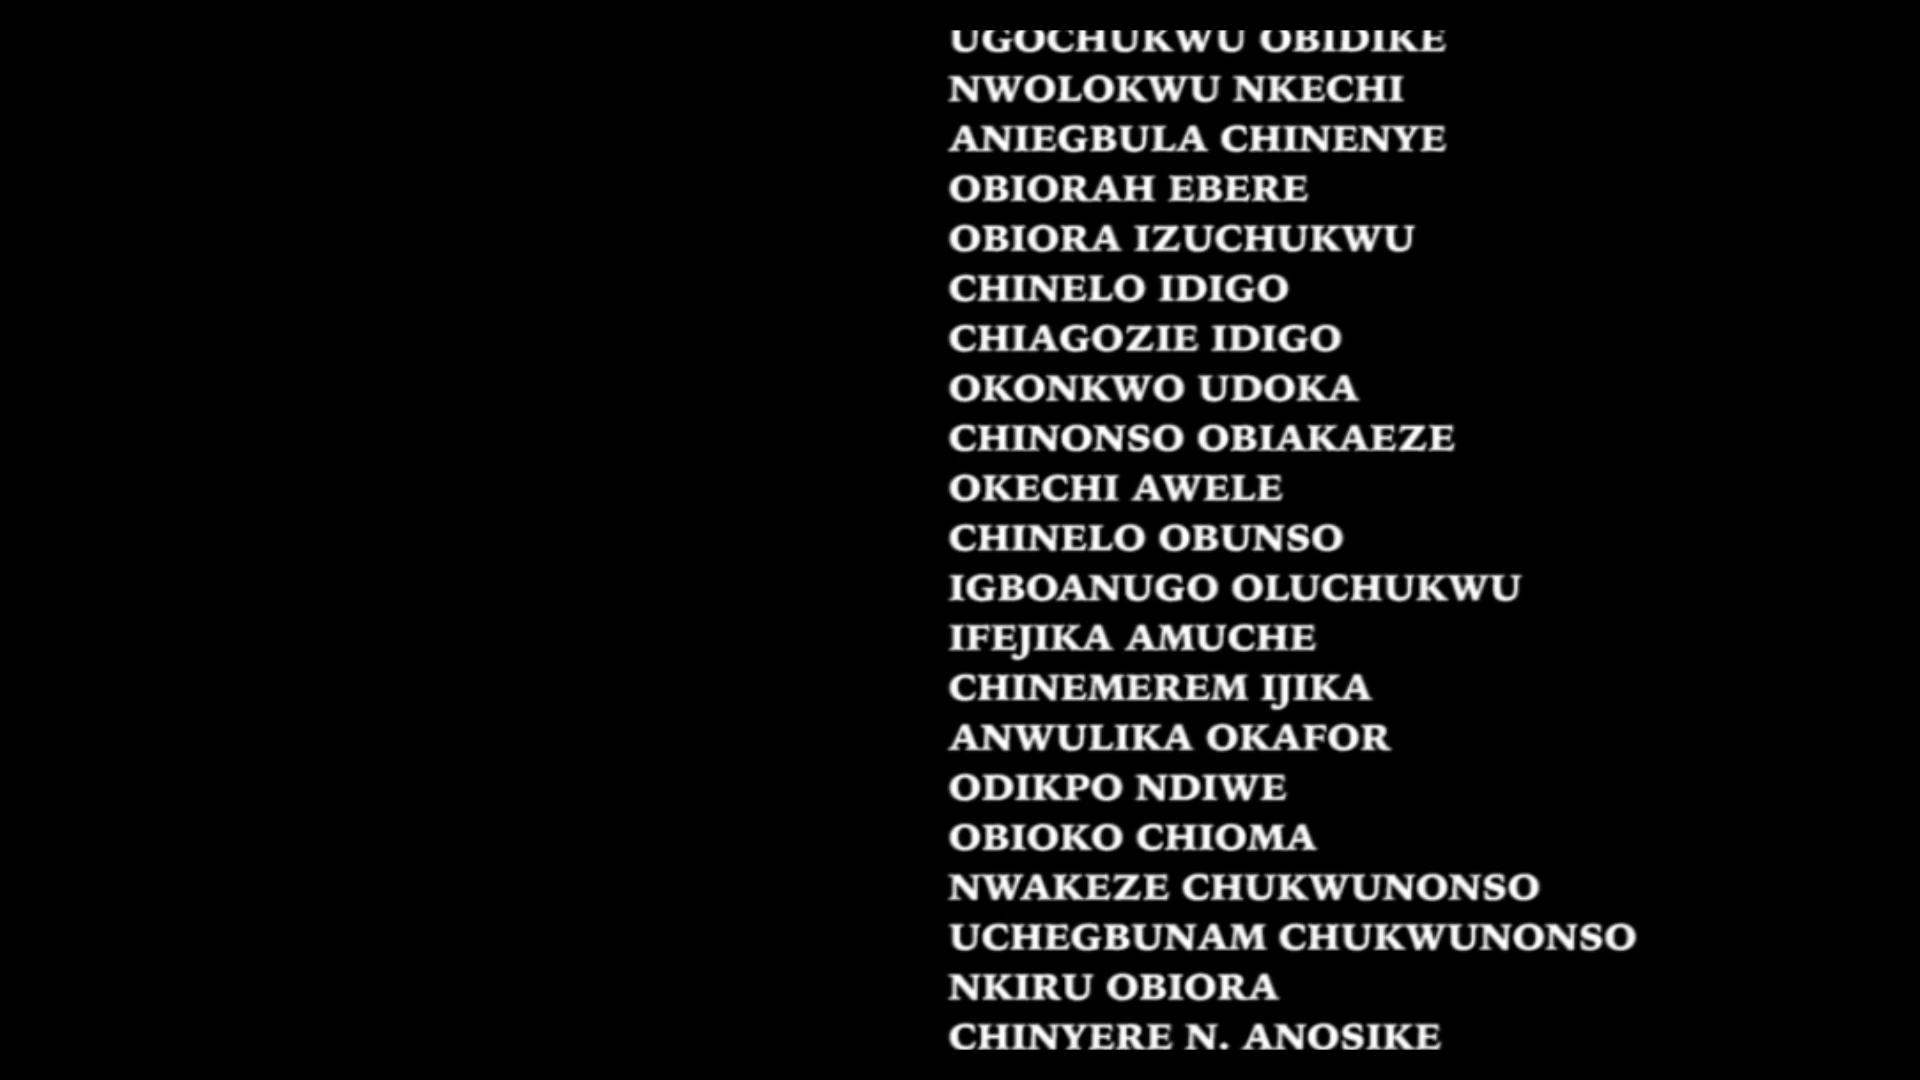 UGOCHUKWU OBIDIKE
NWOLOKWU NKECHI
ANIEGBULA CHINENYE
OBIORAH EBERE
OBIORA IZUCHUKWU
CHINELO IDIGO
CHIAGOZIE IDIGO
OKONKWO UDOKA
CHINONSO OBIAKAEZE
OKECHI AWELE
CHINELO OBUNSO
IGBOANUGO OLUCHUKWU
IFEJIKA AMUCHE
CHINEMEREM IJIKA
ANWULIKA OKAFOR
ODIKPO NDIWE
OBIOKO CHIOMA
NWAKEZE CHUKWUNONSO
UCHEGBUNAM CHUKWUNONSO
NKIRU OBIORA
CHINYERE N. ANOSIKE